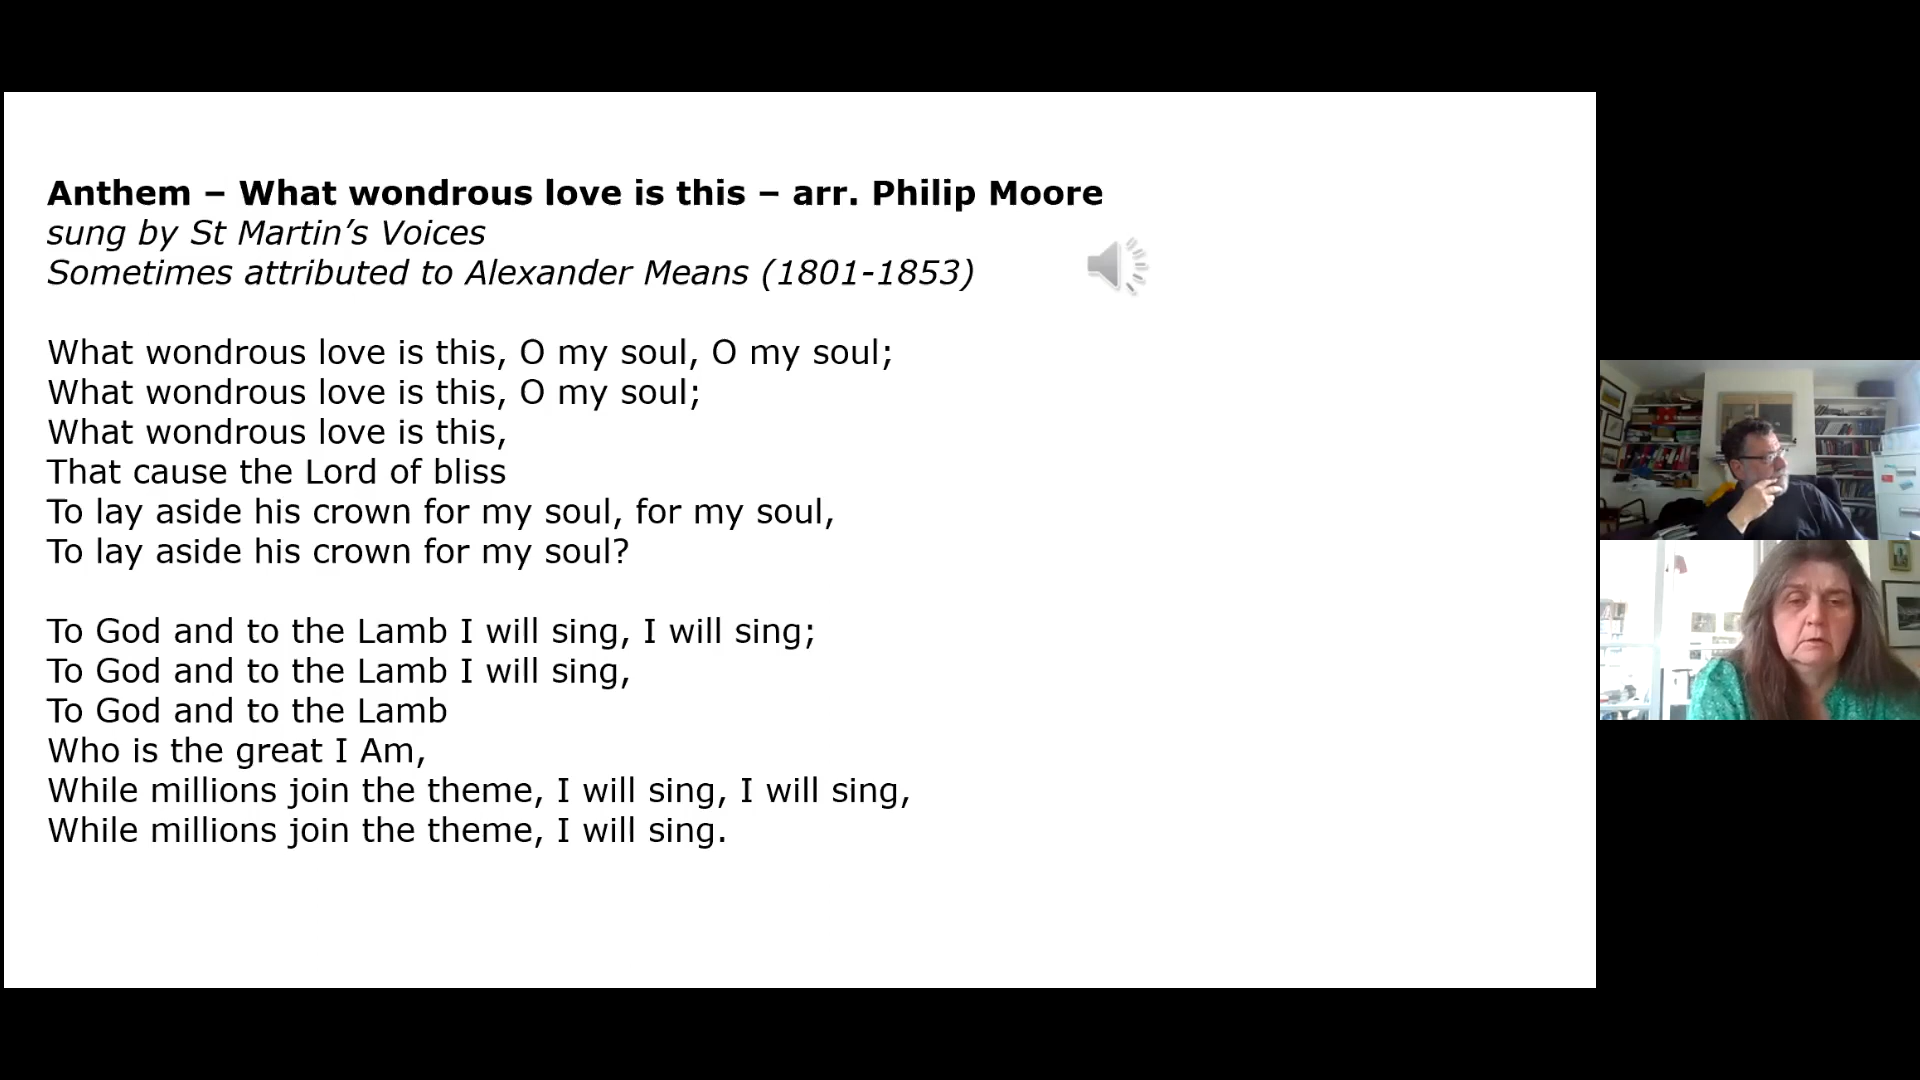 Anthem – What wondrous love is this – arr. Philip Moore
sung by St Martin’s Voices
Sometimes attributed to Alexander Means (1801-1853)
What wondrous love is this, O my soul, O my soul;
What wondrous love is this, O my soul;
What wondrous love is this,
That cause the Lord of bliss
To lay aside his crown for my soul, for my soul,
To lay aside his crown for my soul?
To God and to the Lamb I will sing, I will sing;
To God and to the Lamb I will sing,
To God and to the Lamb
Who is the great I Am,
While millions join the theme, I will sing, I will sing,
While millions join the theme, I will sing.